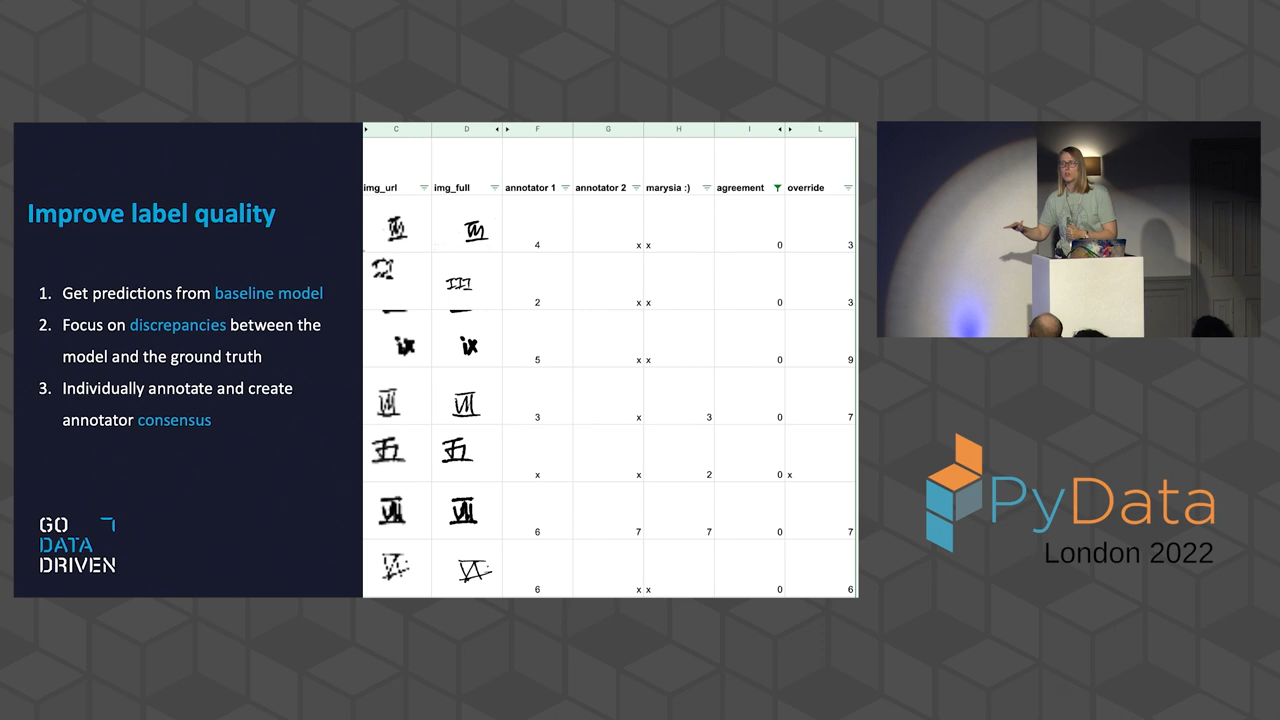 Improve label quality
1. Get predictions from baseline model
2. Focus on discrepancies between the
model and the ground truth
3. Individually annotate and create
annotator consensus
GO
DATA
DRIVEN
C D F G H I L
img_url img_full annotator 1 annotator 2 marysia :) agreement override
4 x x 0 3
2 x x 0 3
ix ix 5 x x 0 9
3 x 3 0 7
x x 2 0 x
6 7 7 0 7
6 x x 0 6
PyData
London 2022